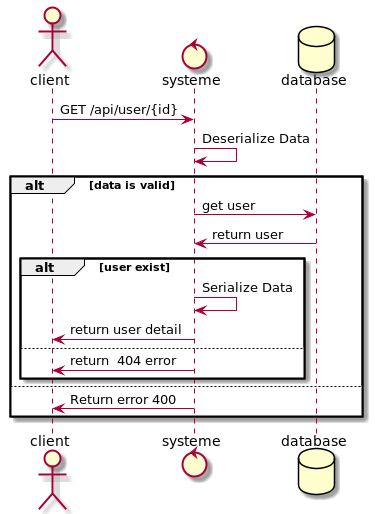 client
systeme
database
GET /api/user/{id}
Deserialize Data
alt [data is valid]
get user
return user
alt [user exist]
Serialize Data
return user detail
return  404 error
Return error 400
client
systeme
database